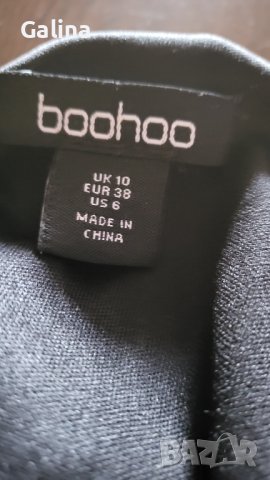 Galina
boohoo
UK 10
EUR 38
US 6
MADE IN
CHINA
BAZAR